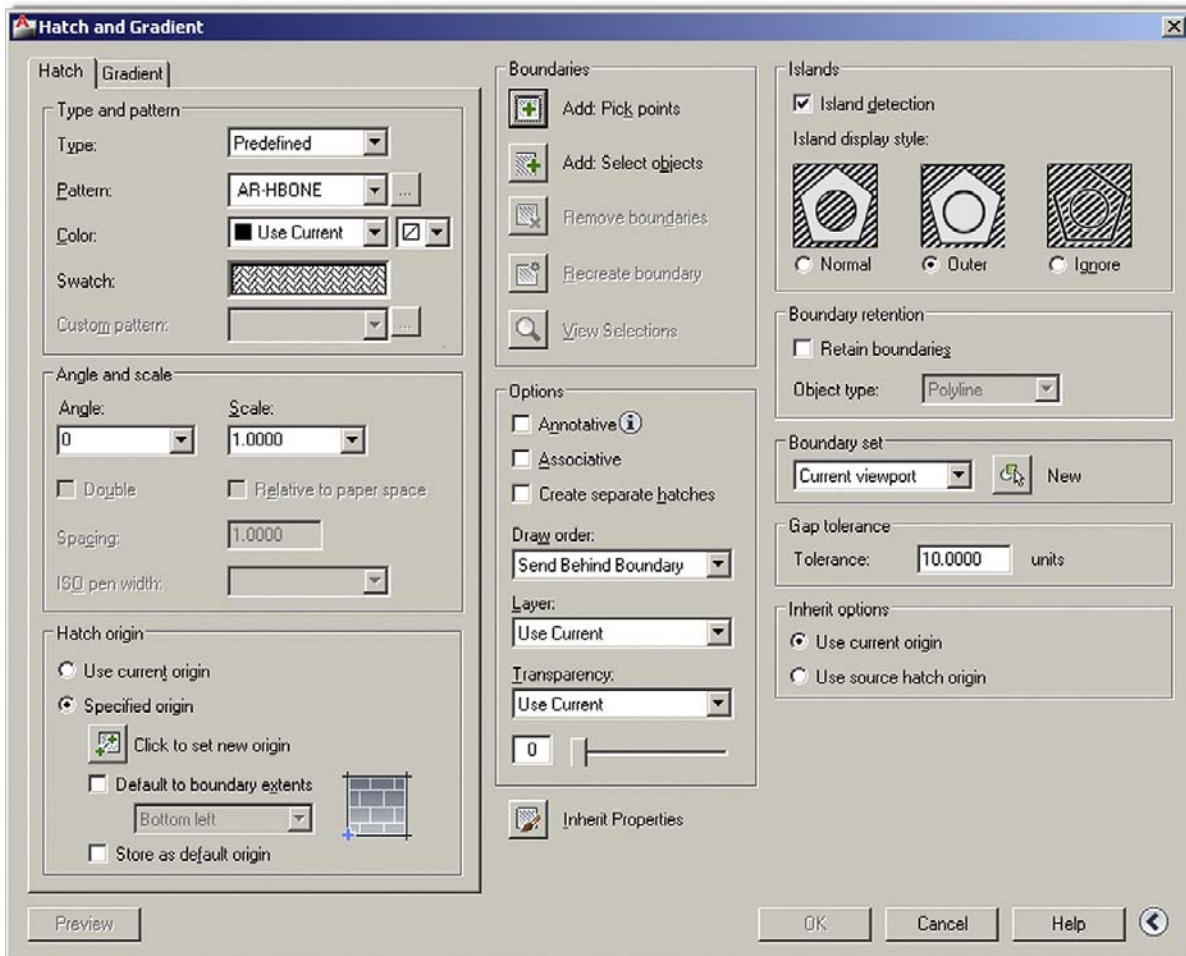 Hatch and Gradient
Hatch
Gradient
Type and pattern
Type:
Predefined
Pattern:
AR-HBONE
...
Color:
Use Current
Swatch:
Custom pattern:
...
Angle and scale
Angle:
Scale:
0
1.0000
Double
Relative to paper space
Spacing:
1.0000
ISO pen width:
Hatch origin
Use current origin
Specified origin
Click to set new origin
Default to boundary extents
Bottom left
Store as default origin
Preview
Boundaries
Add: Pick points
Add: Select objects
Remove boundaries
Recreate boundary
View Selections
Options
Annotative
Associative
Create separate hatches
Draw order:
Send Behind Boundary
Layer:
Use Current
Transparency:
Use Current
0
Inherit Properties
Islands
Island detection
Island display style:
Normal
Outer
Ignore
Boundary retention
Retain boundaries
Object type:
Polyline
Boundary set
Current viewport
New
Gap tolerance
Tolerance:
10.0000
units
Inherit options
Use current origin
Use source hatch origin
OK
Cancel
Help